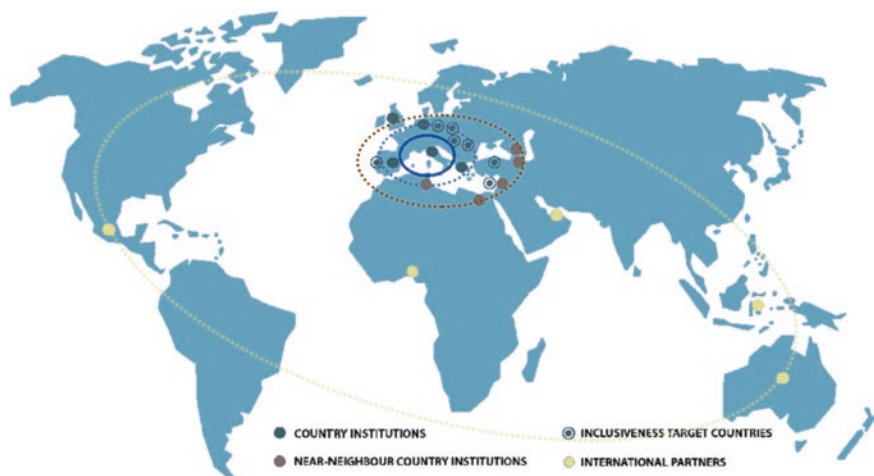 COUNTRY INSTITUTIONS
INCLUSIVENESS TARGET COUNTRIES
NEAR-NEIGHBOUR COUNTRY INSTITUTIONS
INTERNATIONAL PARTNERS